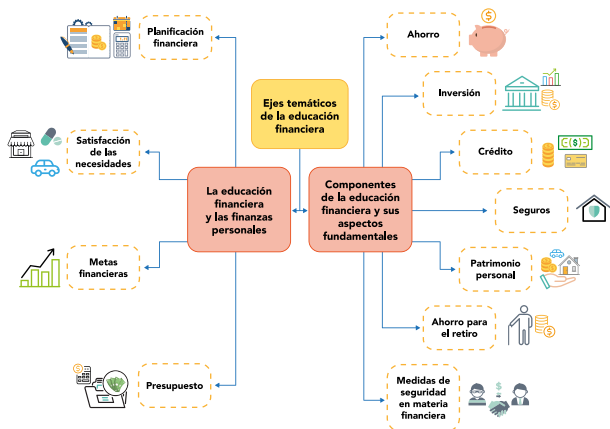 Planificación
financiera
Satisfacción
de las
necesidades
Metas
financieras
Presupuesto
Ejes temáticos
de la educación
financiera
La educación
financiera
y las finanzas
personales
Componentes
de la educación
financiera y sus
aspectos
fundamentales
Ahorro
Inversión
Crédito
Seguros
Patrimonio
personal
Ahorro para
el retiro
Medidas de
seguridad
en materia
financiera